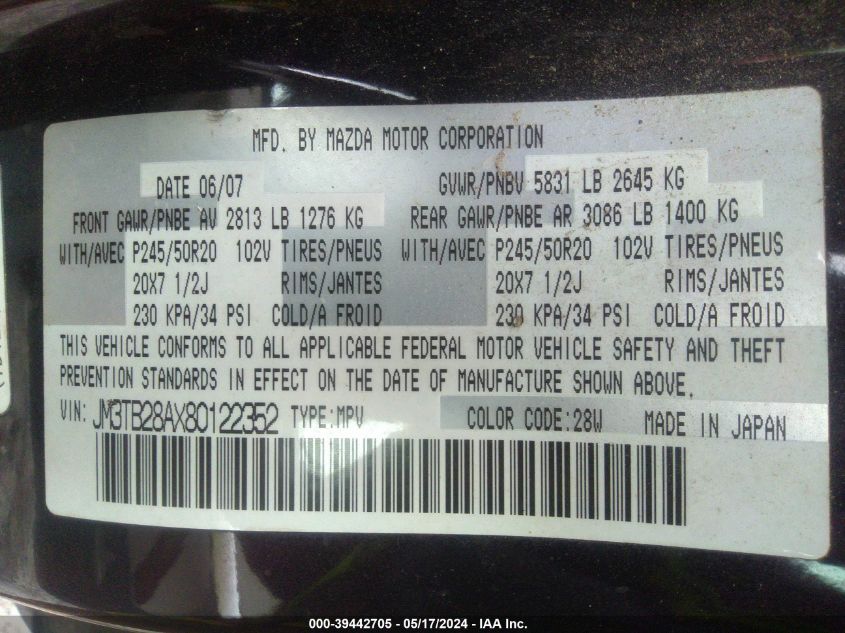 MFD. BY MAZDA MOTOR CORPORATION
DATE 06/07 GVWR/PNBV 5831 LB 2645 KG
FRONT GAWR/PNBE AV 2813 LB 1276 KG REAR GAWR/PNBE AR 3086 LB 1400 KG
WITH/AVEC P245/50R20 102V TIRES/PNEUS WITH/AVEC P245/50R20 102V TIRES/PNEUS
20X7 1/2J RIMS/JANTES 20X7 1/2J RIMS/JANTES
230 KPA/34 PSI COLD/A FROID 230 KPA/34 PSI COLD/A FROID
THIS VEHICLE CONFORMS TO ALL APPLICABLE FEDERAL MOTOR VEHICLE SAFETY AND THEFT
PREVENTION STANDARDS IN EFFECT ON THE DATE OF MANUFACTURE SHOWN ABOVE.
VIN: JM3TB28AX80122352 TYPE:MPV COLOR CODE:28W MADE IN JAPAN
000-39442705 - 05/17/2024 - IAA Inc.